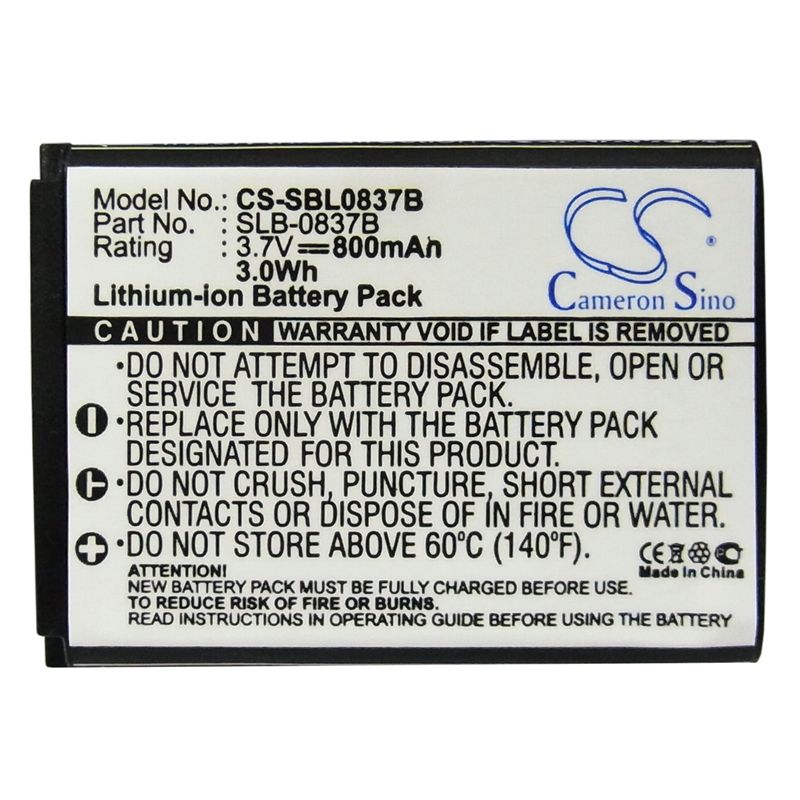 Model No.: CS-SBL0837B
Part No.: SLB-0837B
Rating : 3.7V 800mAh
3.0Wh
Lithium-ion Battery Pack
CS ®
Cameron Sino
CAUTION WARRANTY VOID IF LABEL IS REMOVED
·DO NOT ATTEMPT TO DISASSEMBLE, OPEN OR
SERVICE THE BATTERY PACK.
·REPLACE ONLY WITH THE BATTERY PACK
DESIGNATED FOR THIS PRODUCT.
·DO NOT CRUSH, PUNCTURE, SHORT EXTERNAL
CONTACTS OR DISPOSE OF IN FIRE OR WATER.
·DO NOT STORE ABOVE 60°C (140°F).
CE
Made In China
ATTENTION:
NEW BATTERY PACK MUST BE FULLY CHARGED BEFORE USE.
TO REDUCE RISK OF FIRE OR BURNS.
READ INSTRUCTIONS IN OPERATING GUIDE BEFORE USING THE BATTERY